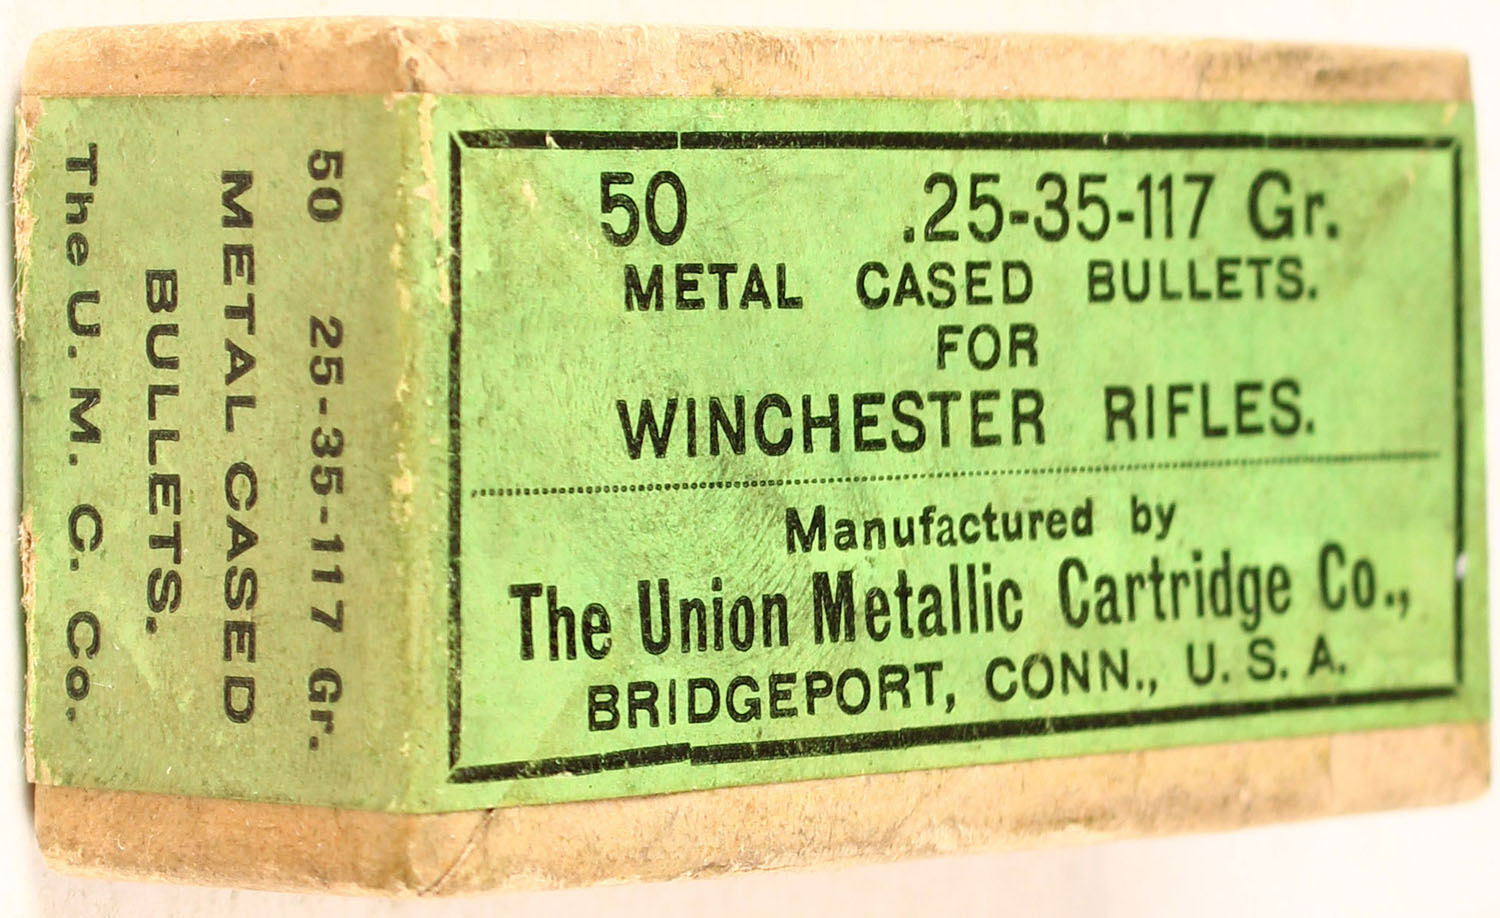 50 .25-35-117 Gr.
METAL CASED BULLETS.
FOR
WINCHESTER RIFLES.
Manufactured by
The Union Metallic Cartridge Co.,
BRIDGEPORT, CONN., U. S. A.
50 25-35-117 Gr.
METAL CASED
BULLETS.
The U. M. C. Co.